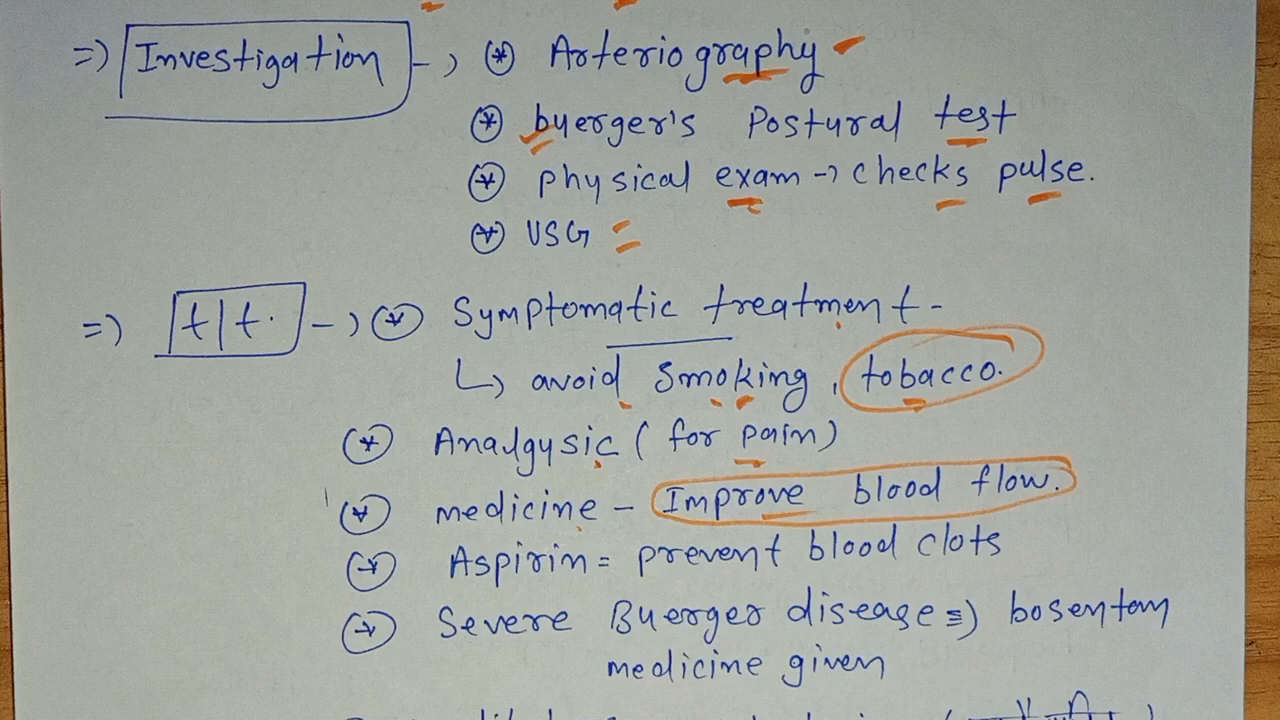 => Investigation -> * Arteriography
* buerger's Postural test
* physical exam -> checks pulse.
* USG
=> t/t. -> * Symptomatic treatment -
↳ avoid smoking, tobacco.
* Analgysic (for pain)
* medicine - Improve blood flow.
* Aspirin = prevent blood clots
* Severe Buerger disease => bosentan
medicine given